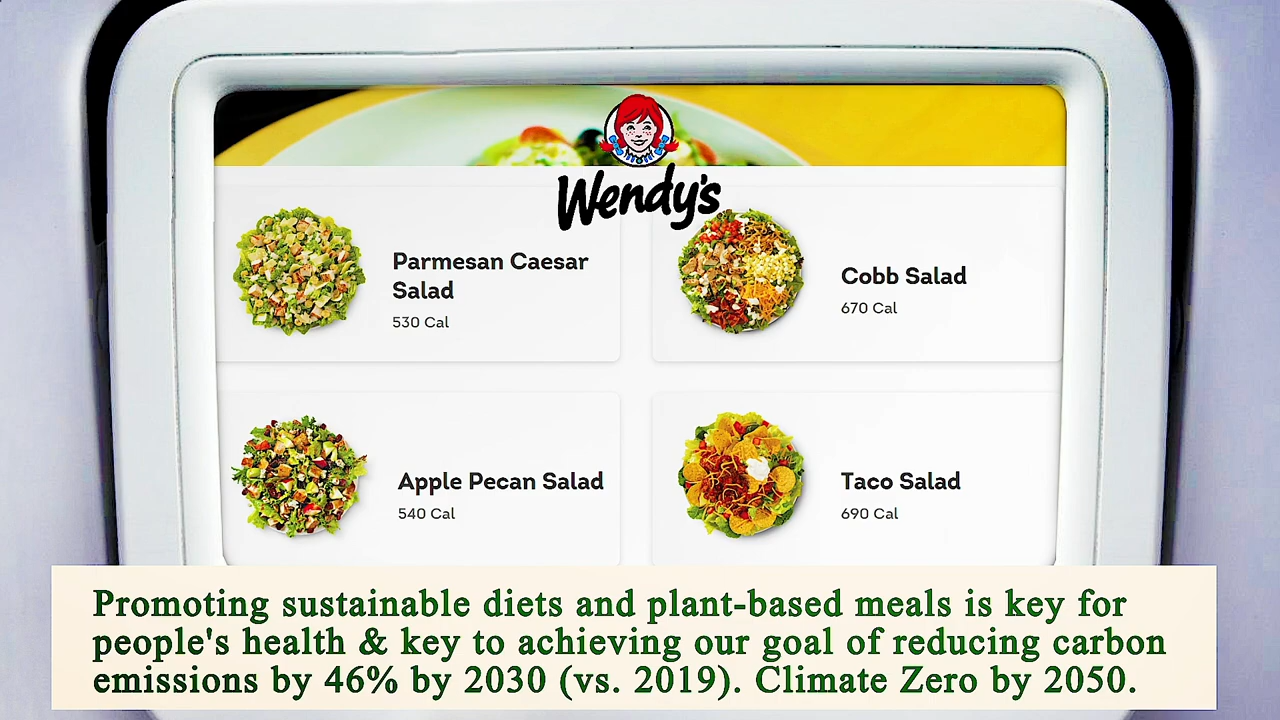 Wendy's
Parmesan Caesar
Salad
530 Cal
Cobb Salad
670 Cal
Apple Pecan Salad
540 Cal
Taco Salad
690 Cal
Promoting sustainable diets and plant-based meals is key for
people's health & key to achieving our goal of reducing carbon
emissions by 46% by 2030 (vs. 2019). Climate Zero by 2050.